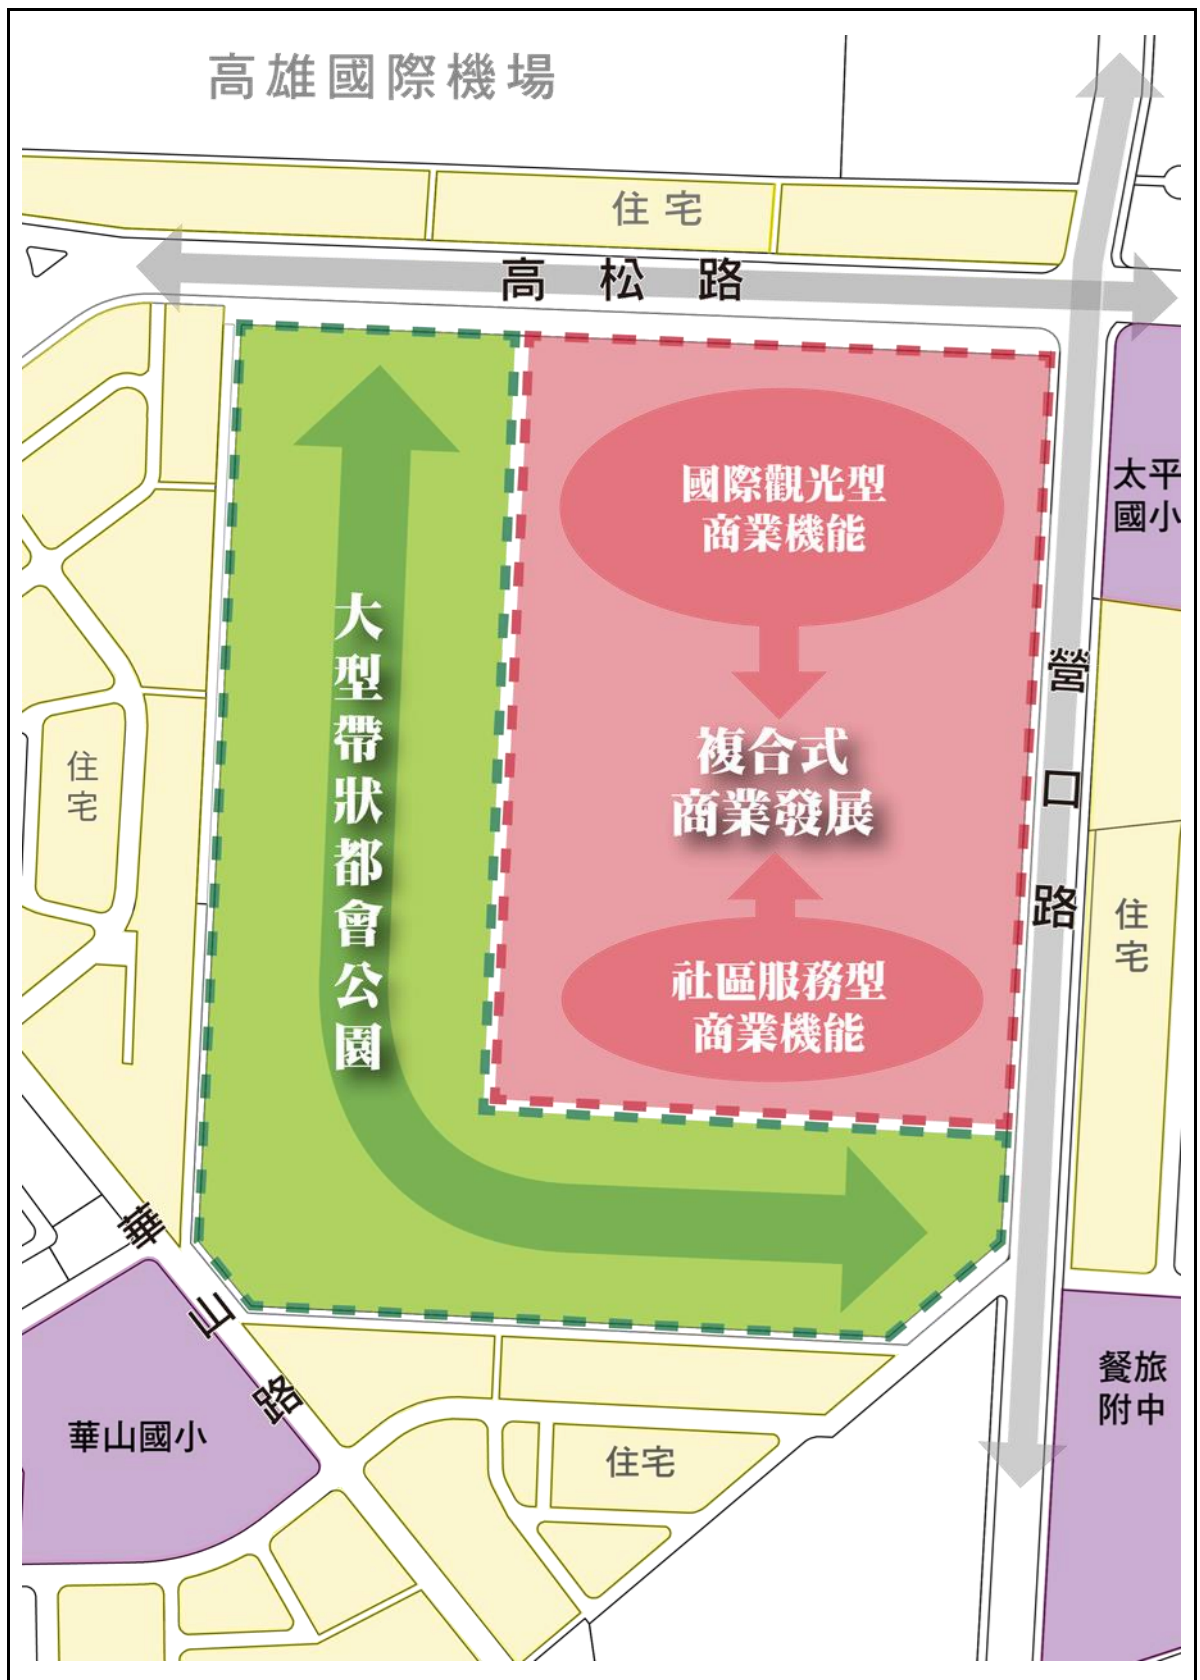 高雄國際機場
住宅
高松路
國際觀光型
商業機能
太平
國小
大型帶狀都會公園
營口路
複合式
商業發展
住宅
住宅
社區服務型
商業機能
華山路
華山國小
餐旅
附中
住宅